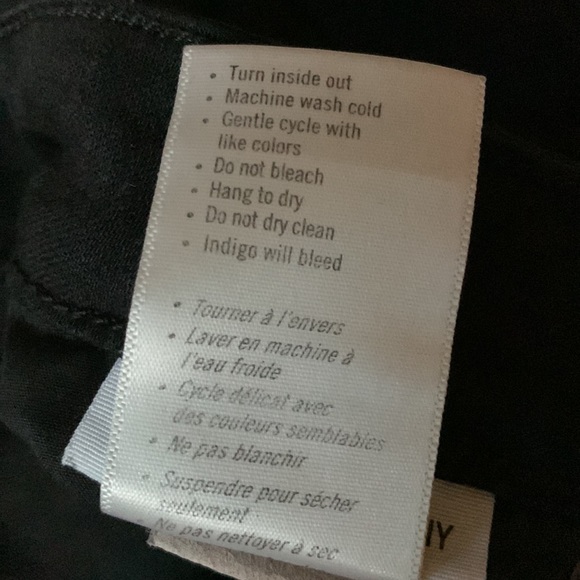 • Turn inside out
• Machine wash cold
• Gentle cycle with
like colors
• Do not bleach
• Hang to dry
• Do not dry clean
• Indigo will bleed
• Tourner à l'envers
• Laver en machine à
l'eau froide
• Cycle délicat avec
des couleurs semblables
• Ne pas blanchir
• Suspendre pour sécher
seulement
• Ne pas nettoyer à sec
NY